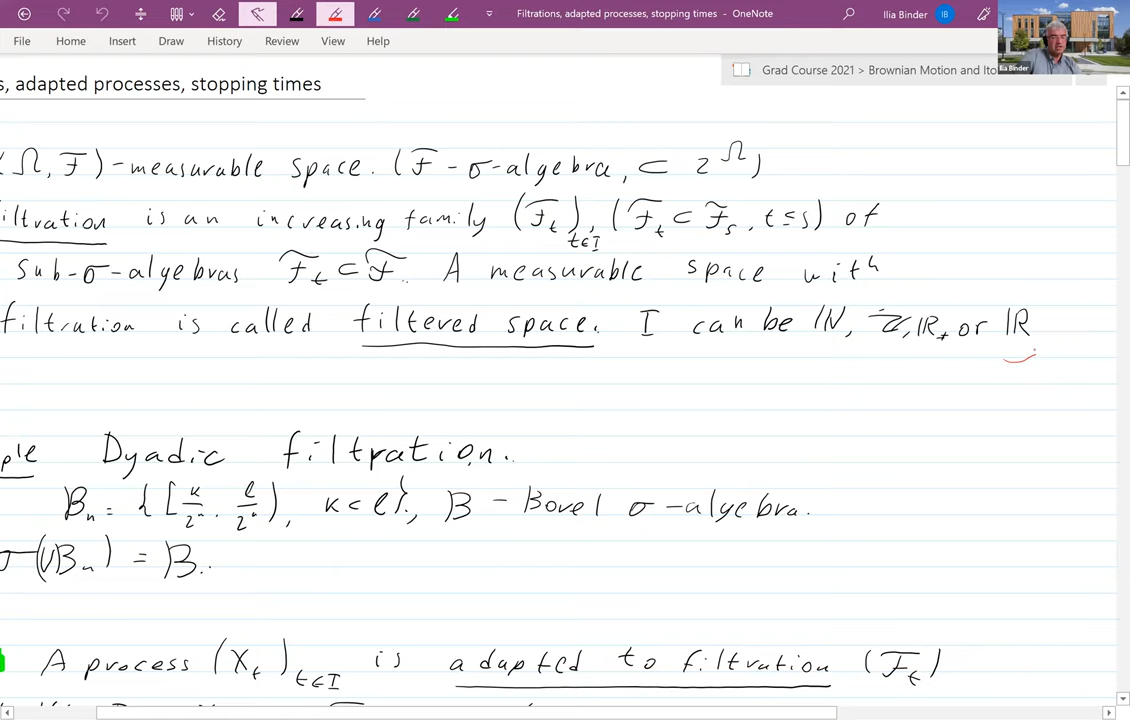 Filtrations, adapted processes, stopping times - OneNote
Ilia Binder
IB
File Home Insert Draw History Review View Help
Ilia Binder
s, adapted processes, stopping times
Grad Course 2021 > Brownian Motion and Ito
(Ω, F) - measurable space. (F - σ-algebra, ⊂ 2^Ω)
iltration is an increasing family (F_t)_{t∈I}, (F_t ⊂ F_s, t≤s) of
sub-σ-algebras F_t ⊂ F. A measurable space with
filtration is called filtered space. I can be ℕ, ℤ, ℝ₊ or ℝ
ple Dyadic filtration.
B_n = {[k/2^n, l/2^n), k<l}, B - Borel σ-algebra.
σ(∪B_n) = B.
A process (X_t)_{t∈I} is adapted to filtration (F_t)